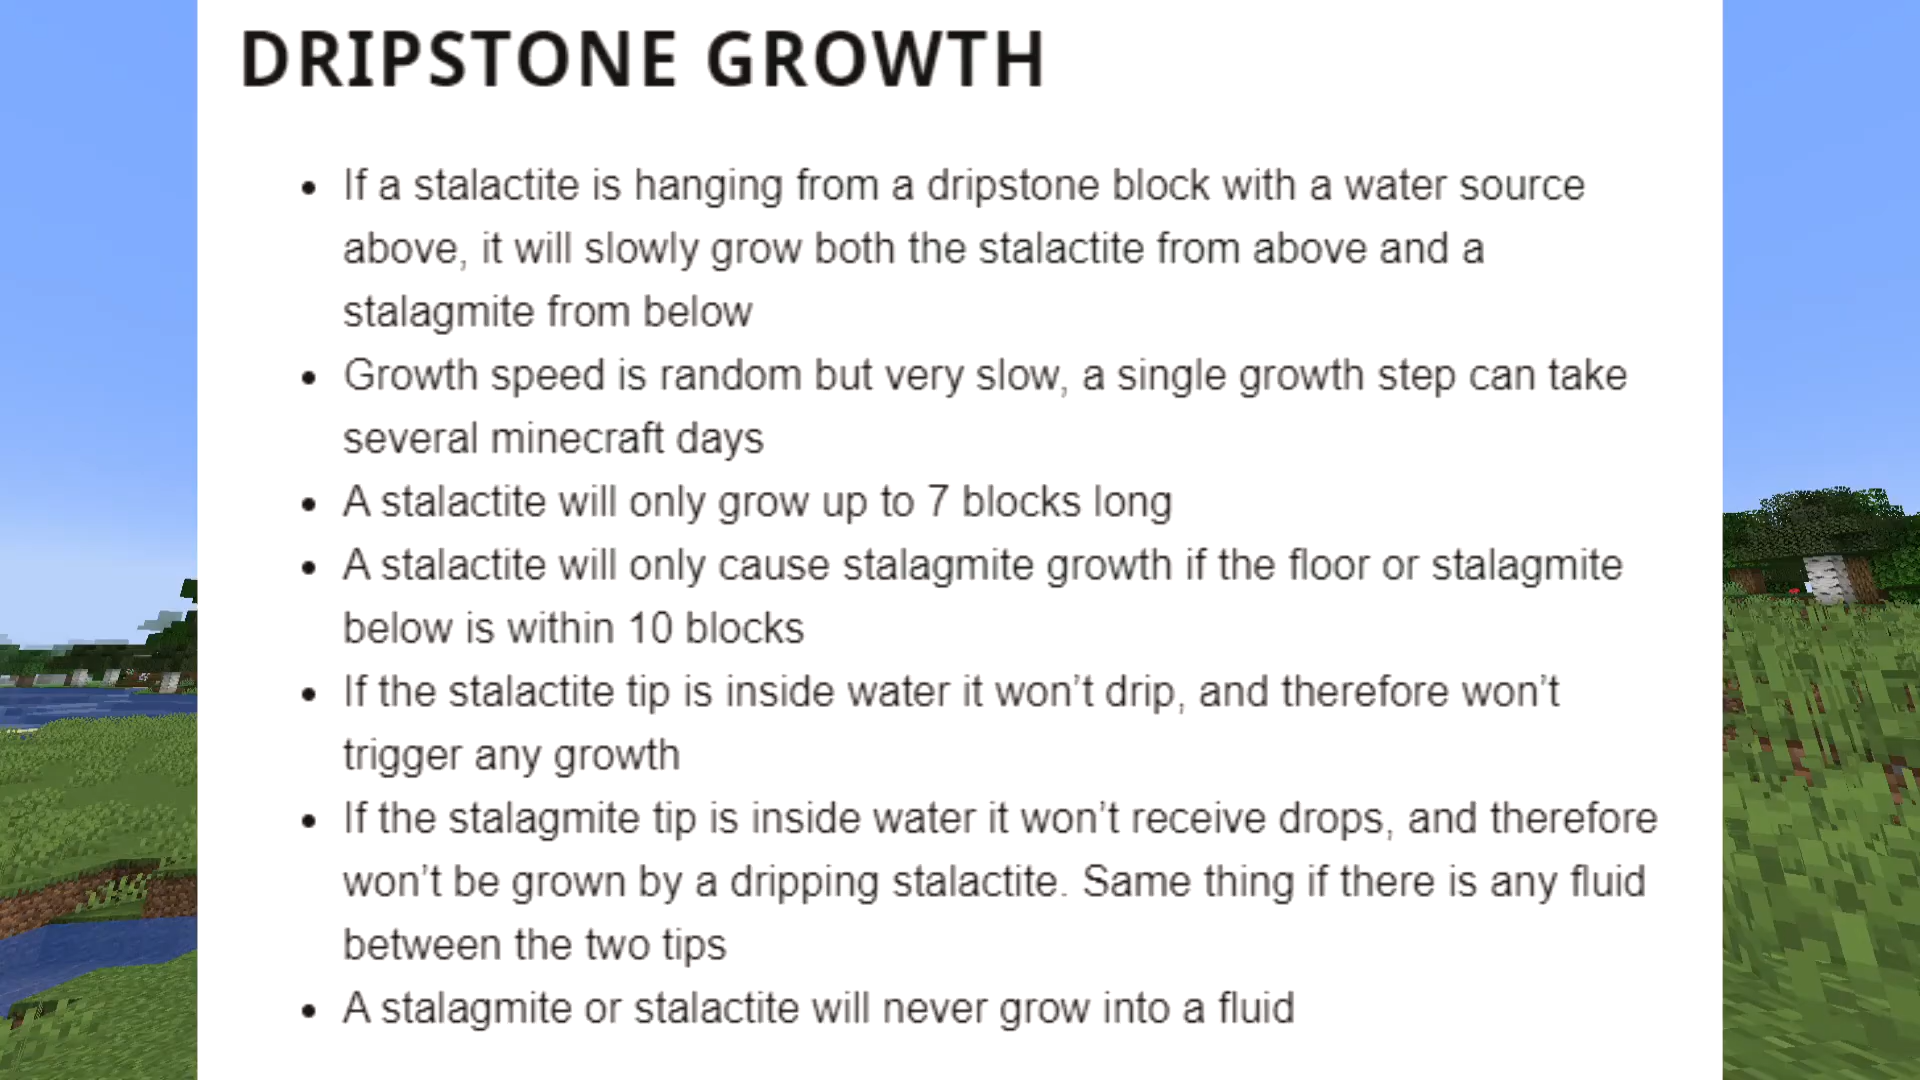 DRIPSTONE GROWTH
• If a stalactite is hanging from a dripstone block with a water source
above, it will slowly grow both the stalactite from above and a
stalagmite from below
• Growth speed is random but very slow, a single growth step can take
several minecraft days
• A stalactite will only grow up to 7 blocks long
• A stalactite will only cause stalagmite growth if the floor or stalagmite
below is within 10 blocks
• If the stalactite tip is inside water it won’t drip, and therefore won’t
trigger any growth
• If the stalagmite tip is inside water it won’t receive drops, and therefore
won’t be grown by a dripping stalactite. Same thing if there is any fluid
between the two tips
• A stalagmite or stalactite will never grow into a fluid